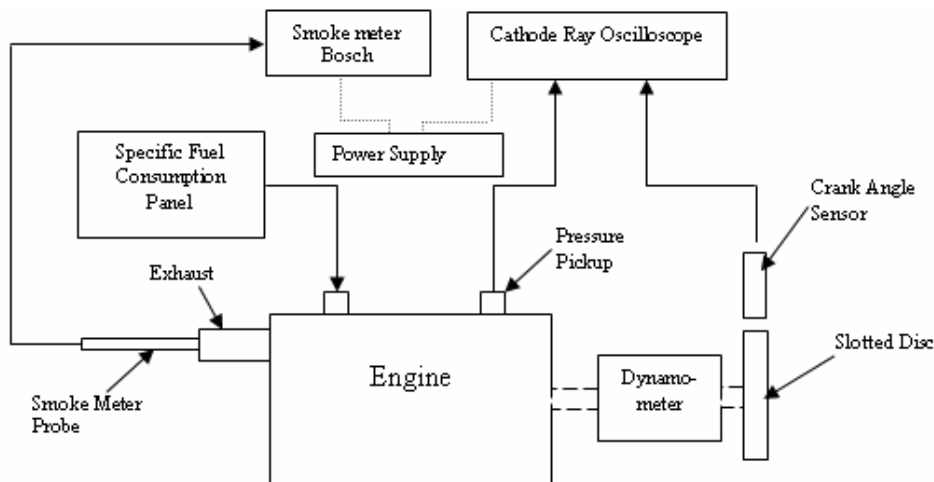 Smoke meter
Bosch
Cathode Ray Oscilloscope
Specific Fuel
Consumption
Panel
Power Supply
Crank Angle
Sensor
Pressure
Pickup
Exhaust
Engine
Dynamo-
meter
Slotted Disc
Smoke Meter
Probe